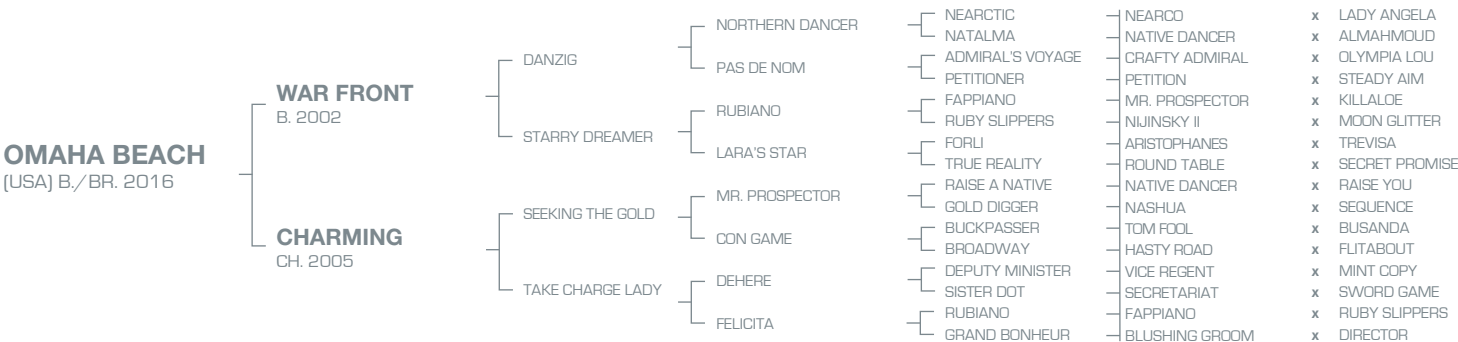 OMAHA BEACH
(USA) B./BR. 2016
WAR FRONT
B. 2002
CHARMING
CH. 2005
DANZIG
STARRY DREAMER
SEEKING THE GOLD
TAKE CHARGE LADY
NORTHERN DANCER
PAS DE NOM
RUBIANO
LARA'S STAR
MR. PROSPECTOR
CON GAME
DEHERE
FELICITA
NEARCTIC
NATALMA
ADMIRAL'S VOYAGE
PETITIONER
FAPPIANO
RUBY SLIPPERS
FORLI
TRUE REALITY
RAISE A NATIVE
GOLD DIGGER
BUCKPASSER
BROADWAY
DEPUTY MINISTER
SISTER DOT
RUBIANO
GRAND BONHEUR
NEARCO x LADY ANGELA
NATIVE DANCER x ALMAHMOUD
CRAFTY ADMIRAL x OLYMPIA LOU
PETITION x STEADY AIM
MR. PROSPECTOR x KILLALOE
NIJINSKY II x MOON GLITTER
ARISTOPHANES x TREVISA
ROUND TABLE x SECRET PROMISE
NATIVE DANCER x RAISE YOU
NASHUA x SEQUENCE
TOM FOOL x BUSANDA
HASTY ROAD x FLITABOUT
VICE REGENT x MINT COPY
SECRETARIAT x SWORD GAME
FAPPIANO x RUBY SLIPPERS
BLUSHING GROOM x DIRECTOR